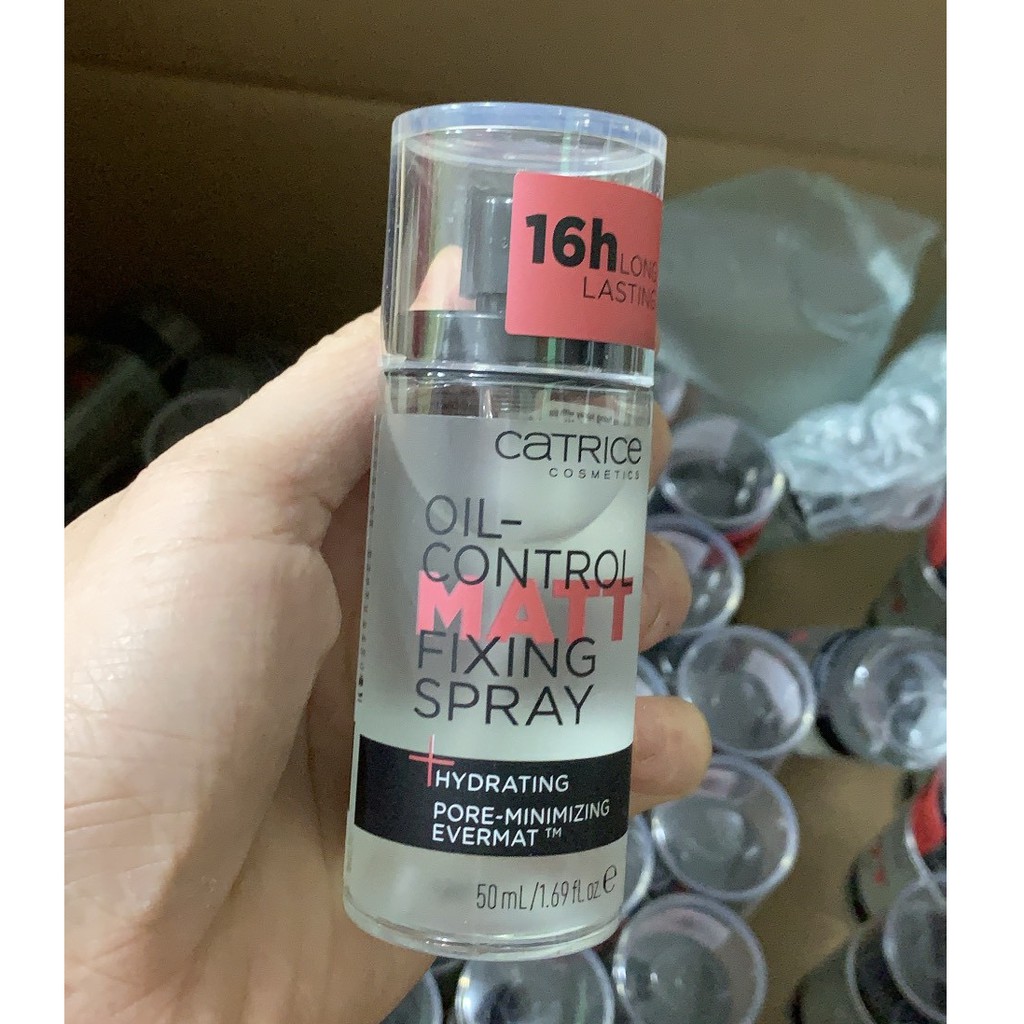 16h LONG
LASTING
CATRICE
COSMETICS
OIL-
CONTROL
MATT
FIXING
SPRAY
+HYDRATING
PORE-MINIMIZING
EVERMAT™
50 mL/1.69 fl.oz. ℮